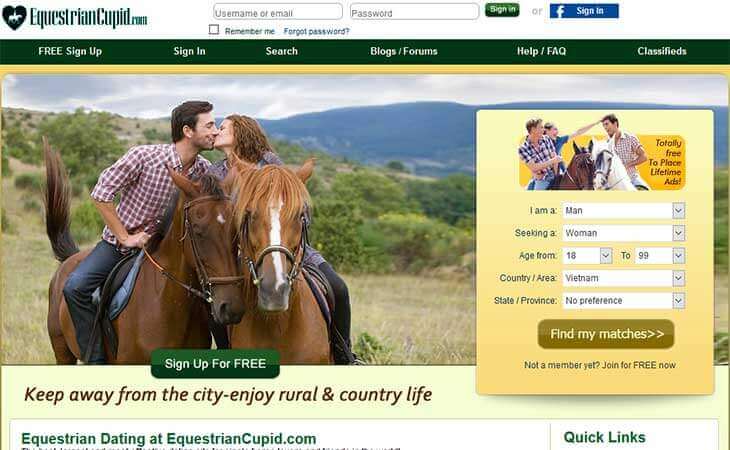 EquestrianCupid.com
Username or email
Password
Sign in
or
f Sign In
Remember me
Forgot password?
FREE Sign Up
Sign In
Search
Blogs / Forums
Help / FAQ
Classifieds
Totally
free
To Place
Lifetime
Ads!
I am a: Man
Seeking a: Woman
Age from: 18 To 99
Country / Area: Vietnam
State / Province: No preference
Find my matches>>
Not a member yet? Join for FREE now
Sign Up For FREE
Keep away from the city-enjoy rural & country life
Equestrian Dating at EquestrianCupid.com
Quick Links